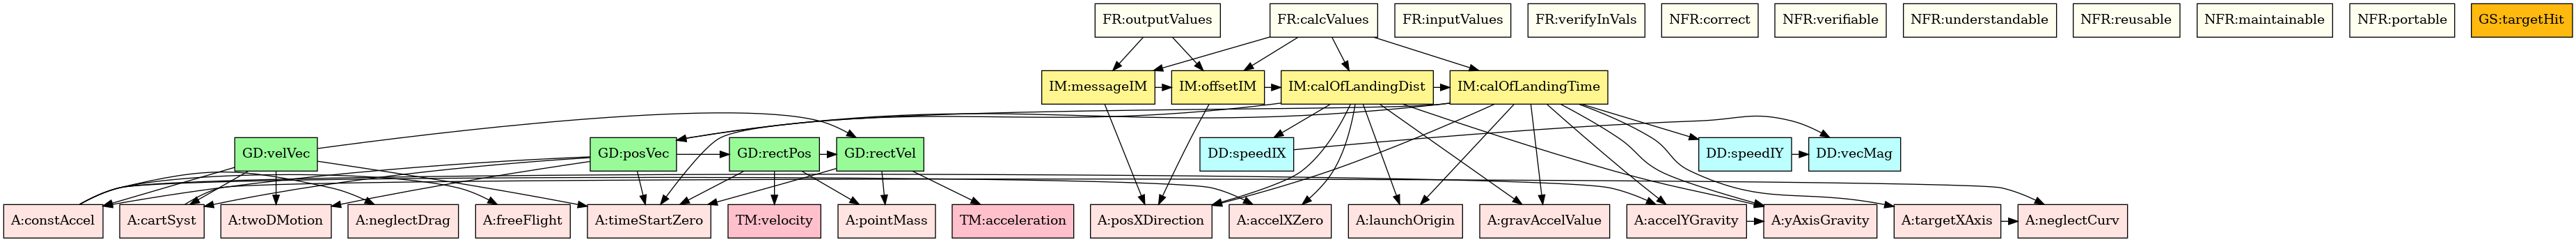 FR:outputValues
FR:calcValues
FR:inputValues
FR:verifyInVals
NFR:correct
NFR:verifiable
NFR:understandable
NFR:reusable
NFR:maintainable
NFR:portable
GS:targetHit
IM:messageIM
IM:offsetIM
IM:calOfLandingDist
IM:calOfLandingTime
GD:velVec
GD:posVec
GD:rectPos
GD:rectVel
DD:speedIX
DD:speedIY
DD:vecMag
A:constAccel
A:cartSyst
A:twoDMotion
A:neglectDrag
A:freeFlight
A:timeStartZero
TM:velocity
A:pointMass
TM:acceleration
A:posXDirection
A:accelXZero
A:launchOrigin
A:gravAccelValue
A:accelYGravity
A:yAxisGravity
A:targetXAxis
A:neglectCurv